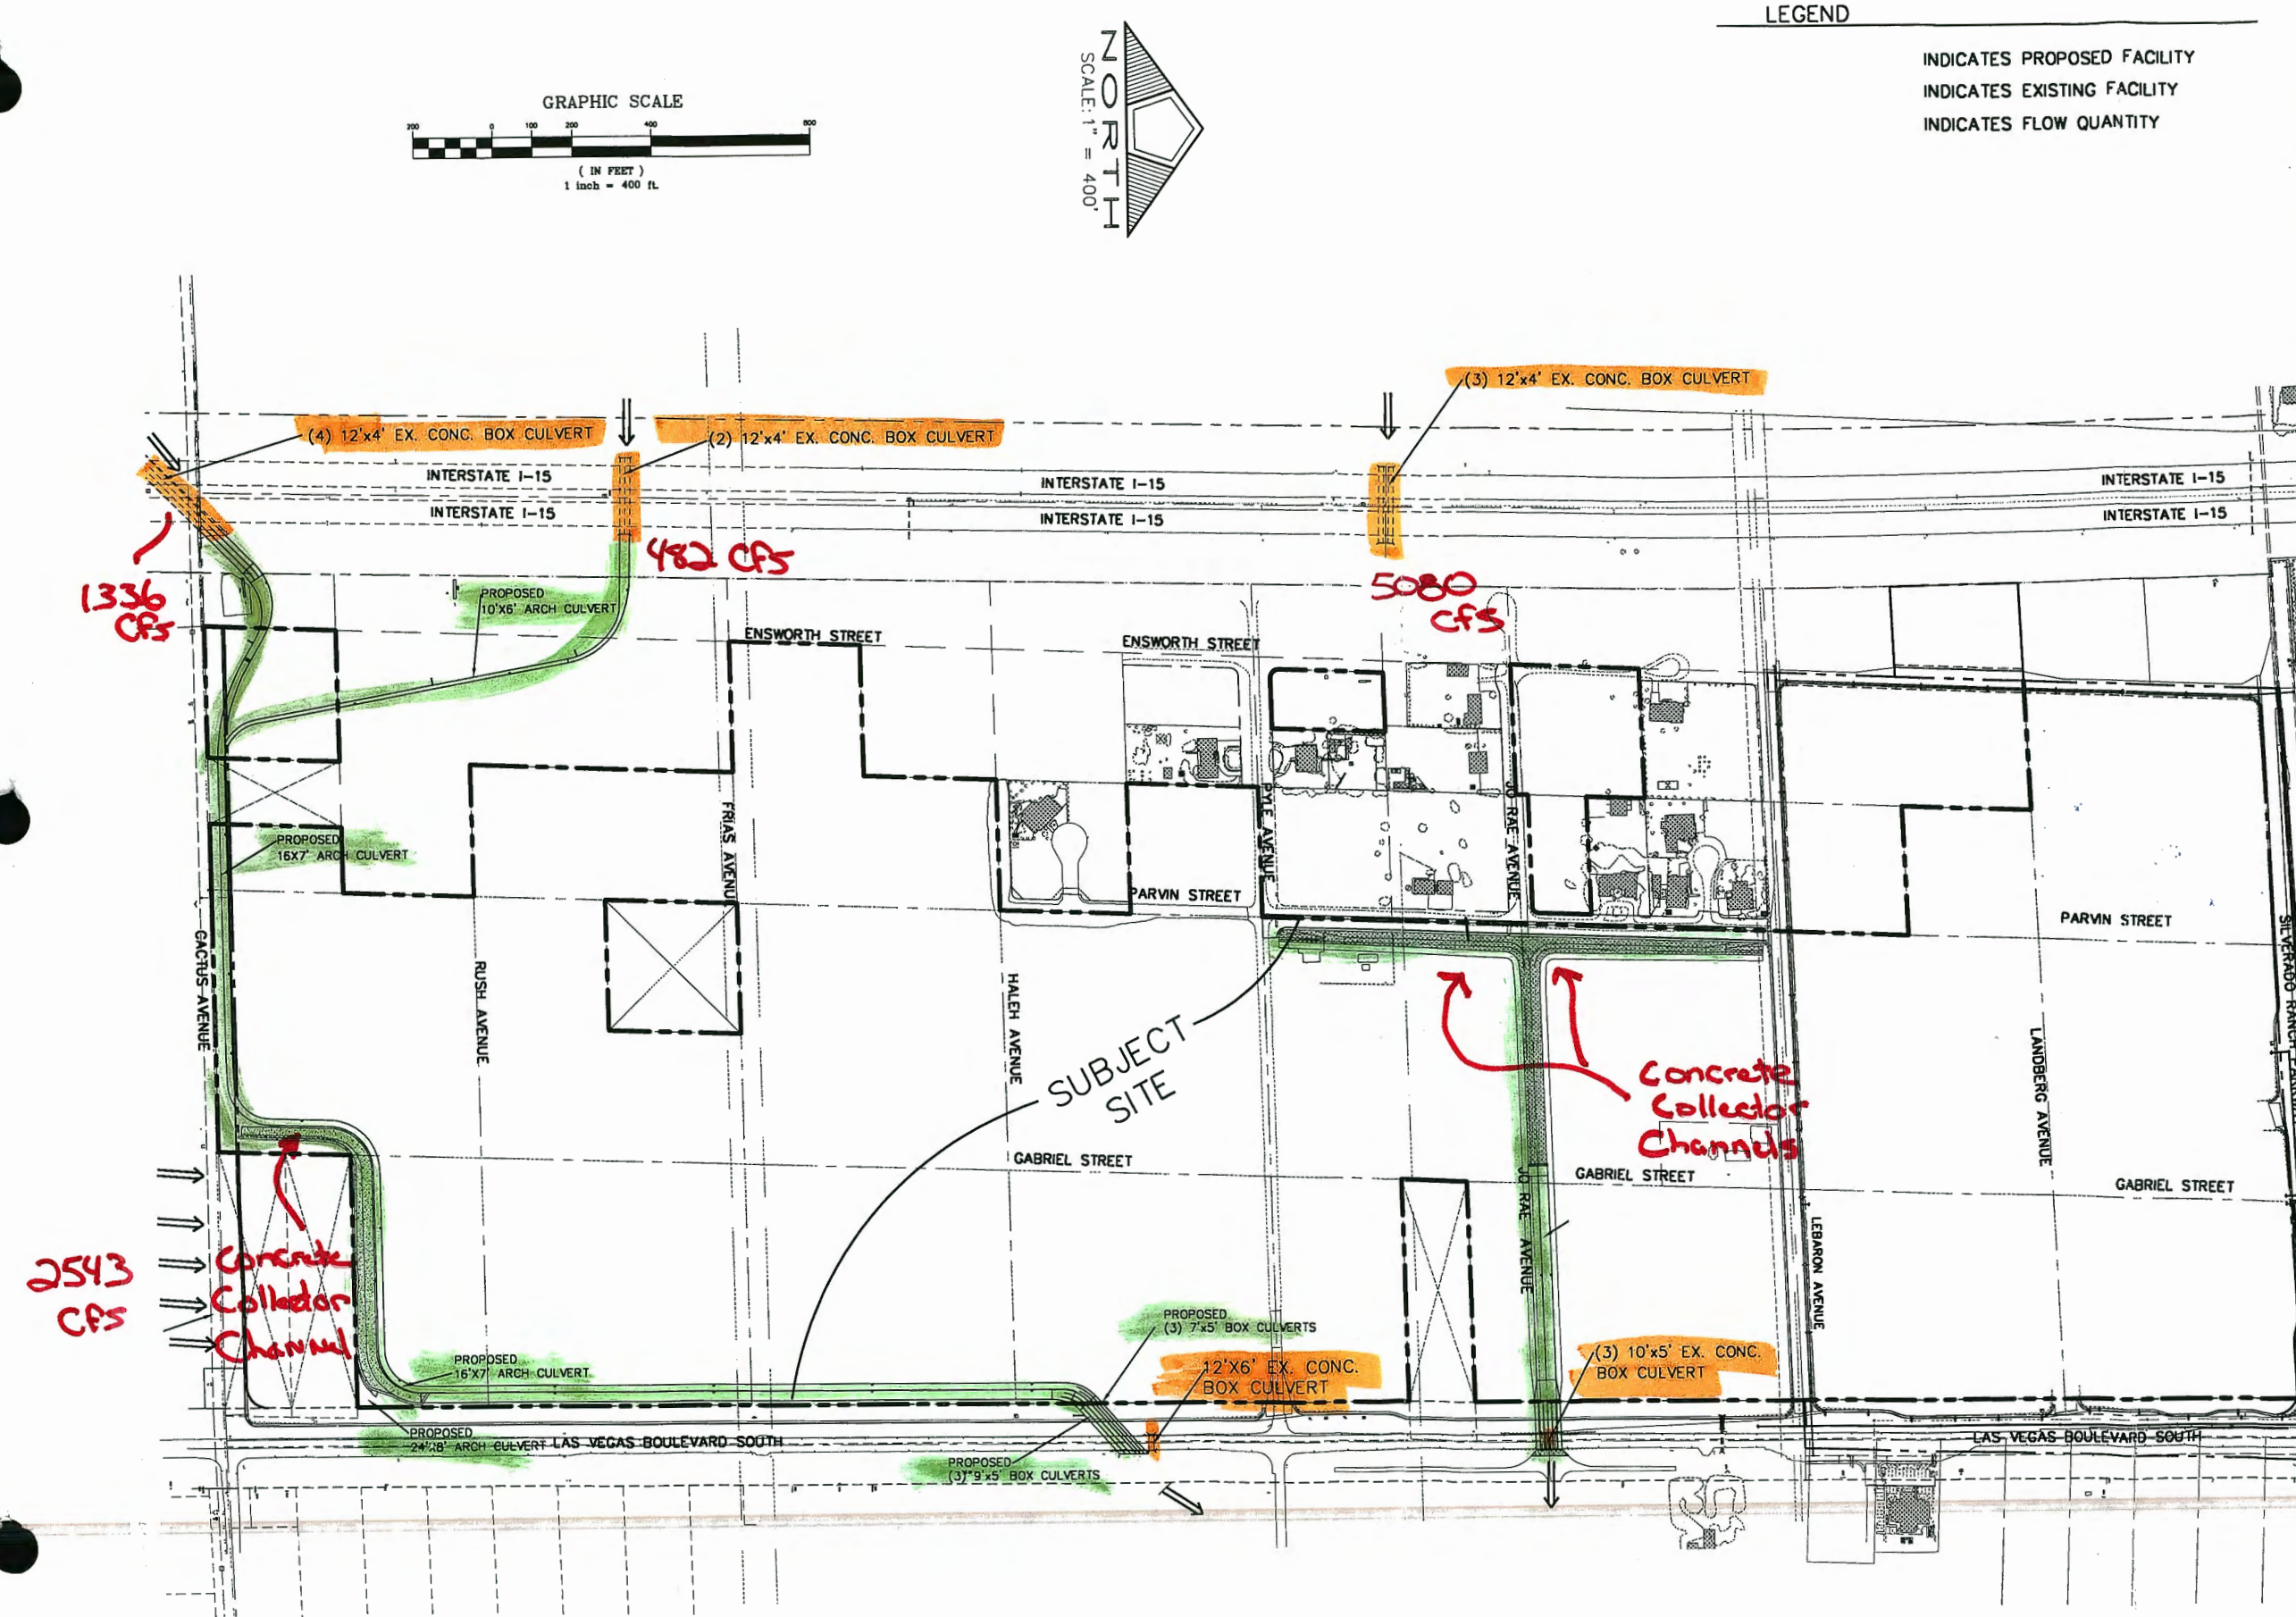 LEGEND
INDICATES PROPOSED FACILITY
INDICATES EXISTING FACILITY
INDICATES FLOW QUANTITY
GRAPHIC SCALE
200 0 100 200 400 800
( IN FEET )
1 inch = 400 ft.
NORTH
SCALE: 1" = 400'
(3) 12'x4' EX. CONC. BOX CULVERT
(4) 12'x4' EX. CONC. BOX CULVERT
(2) 12'x4' EX. CONC. BOX CULVERT
INTERSTATE I-15
INTERSTATE I-15
INTERSTATE I-15
INTERSTATE I-15
INTERSTATE I-15
INTERSTATE I-15
1336
Cfs
482 Cfs
5080
Cfs
PROPOSED
10'X6' ARCH CULVERT
ENSWORTH STREET
ENSWORTH STREET
PROPOSED
16X7' ARCH CULVERT
FRIAS AVENUE
PYLE AVENUE
JO RAE AVENUE
PARVIN STREET
PARVIN STREET
CACTUS AVENUE
RUSH AVENUE
HALEH AVENUE
SUBJECT
SITE
Concrete
Collector
Channels
LANDBERG AVENUE
SILVERADO RANCH
GABRIEL STREET
GABRIEL STREET
GABRIEL STREET
JO RAE AVENUE
LEBARON AVENUE
2543
Cfs
Concrete
Collector
Channel
PROPOSED
(3) 7'x5' BOX CULVERTS
PROPOSED
16'X7' ARCH CULVERT
12'X6' EX. CONC.
BOX CULVERT
(3) 10'x5' EX. CONC.
BOX CULVERT
PROPOSED
ARCH CULVERT
LAS VEGAS BOULEVARD SOUTH
LAS VEGAS BOULEVARD SOUTH
PROPOSED
(3) 9'x5' BOX CULVERTS